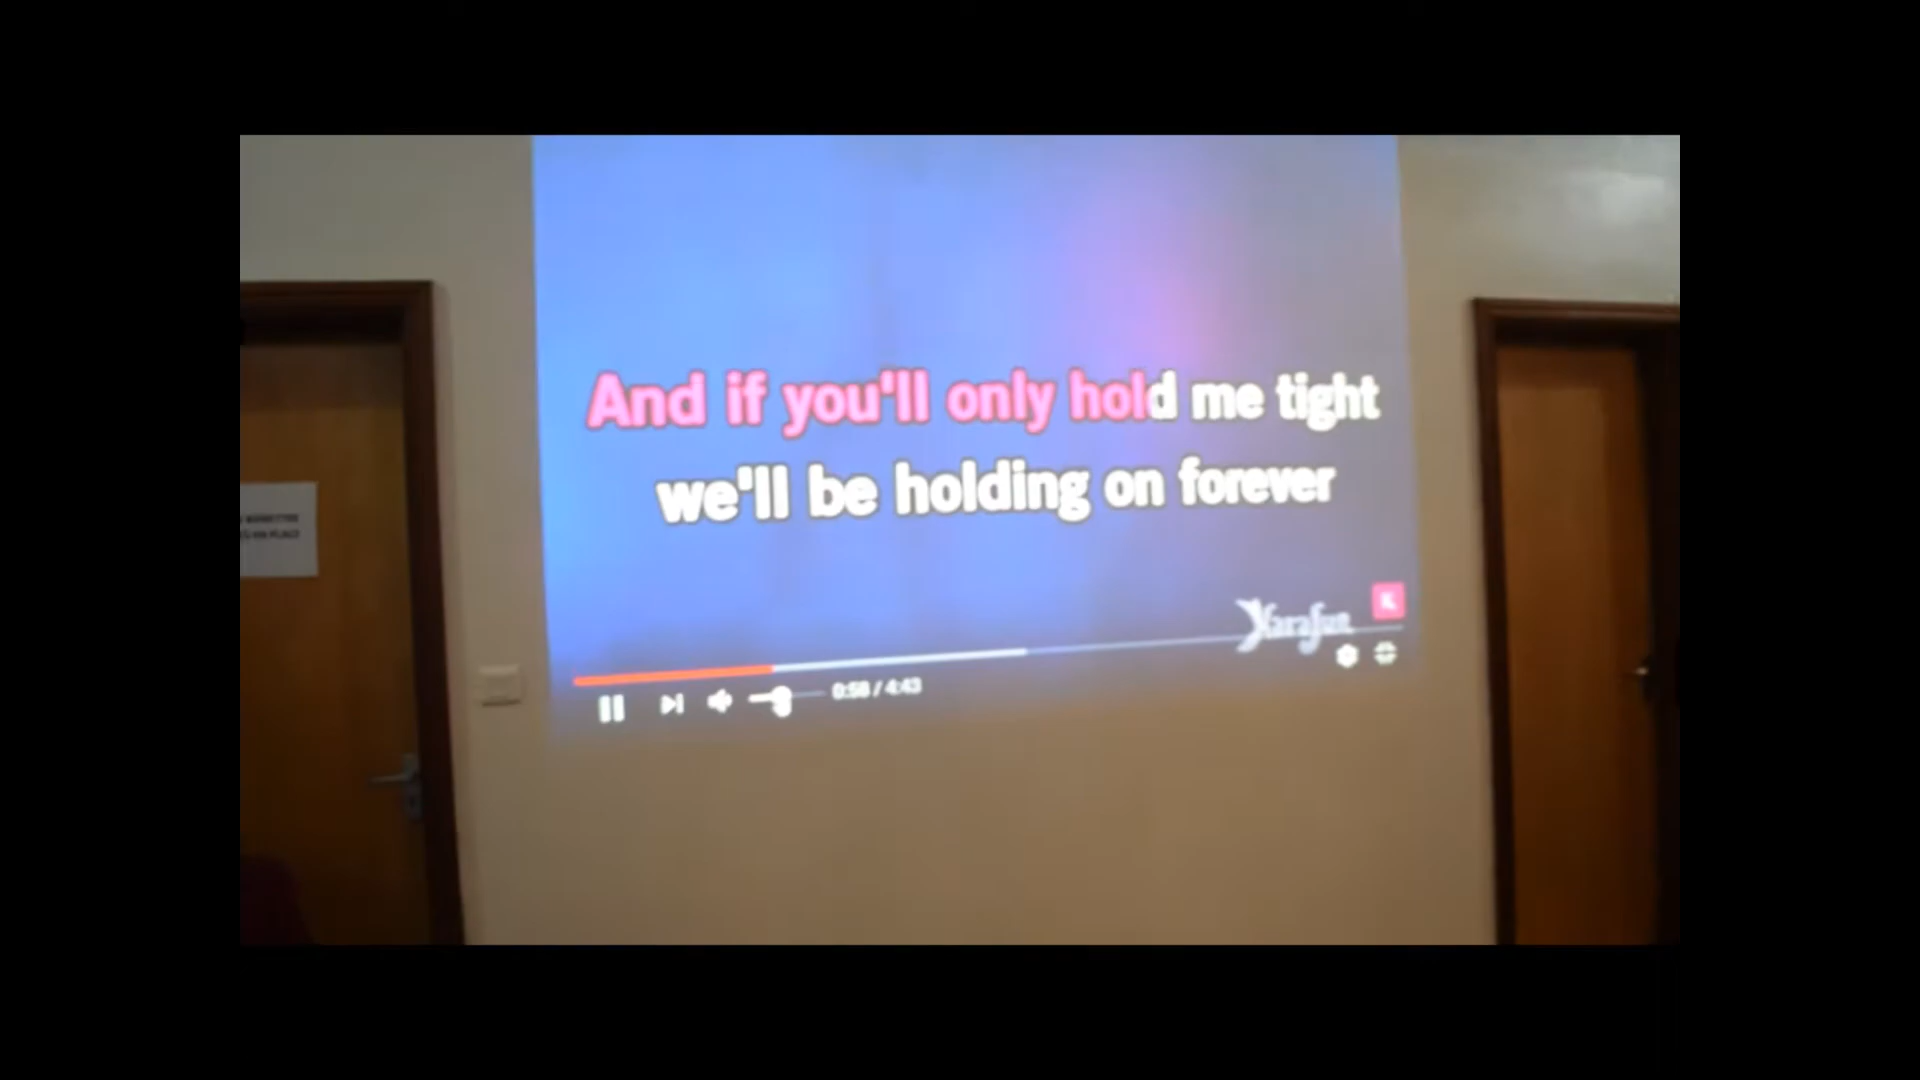 And if you'll only hold me tight
we'll be holding on forever
KaraFun
K
0:58 / 4:43